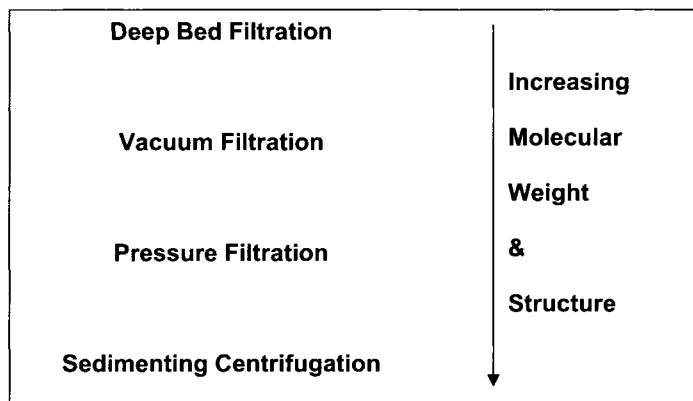 Deep Bed Filtration
Increasing
Vacuum Filtration
Molecular
Weight
Pressure Filtration
&
Structure
Sedimenting Centrifugation